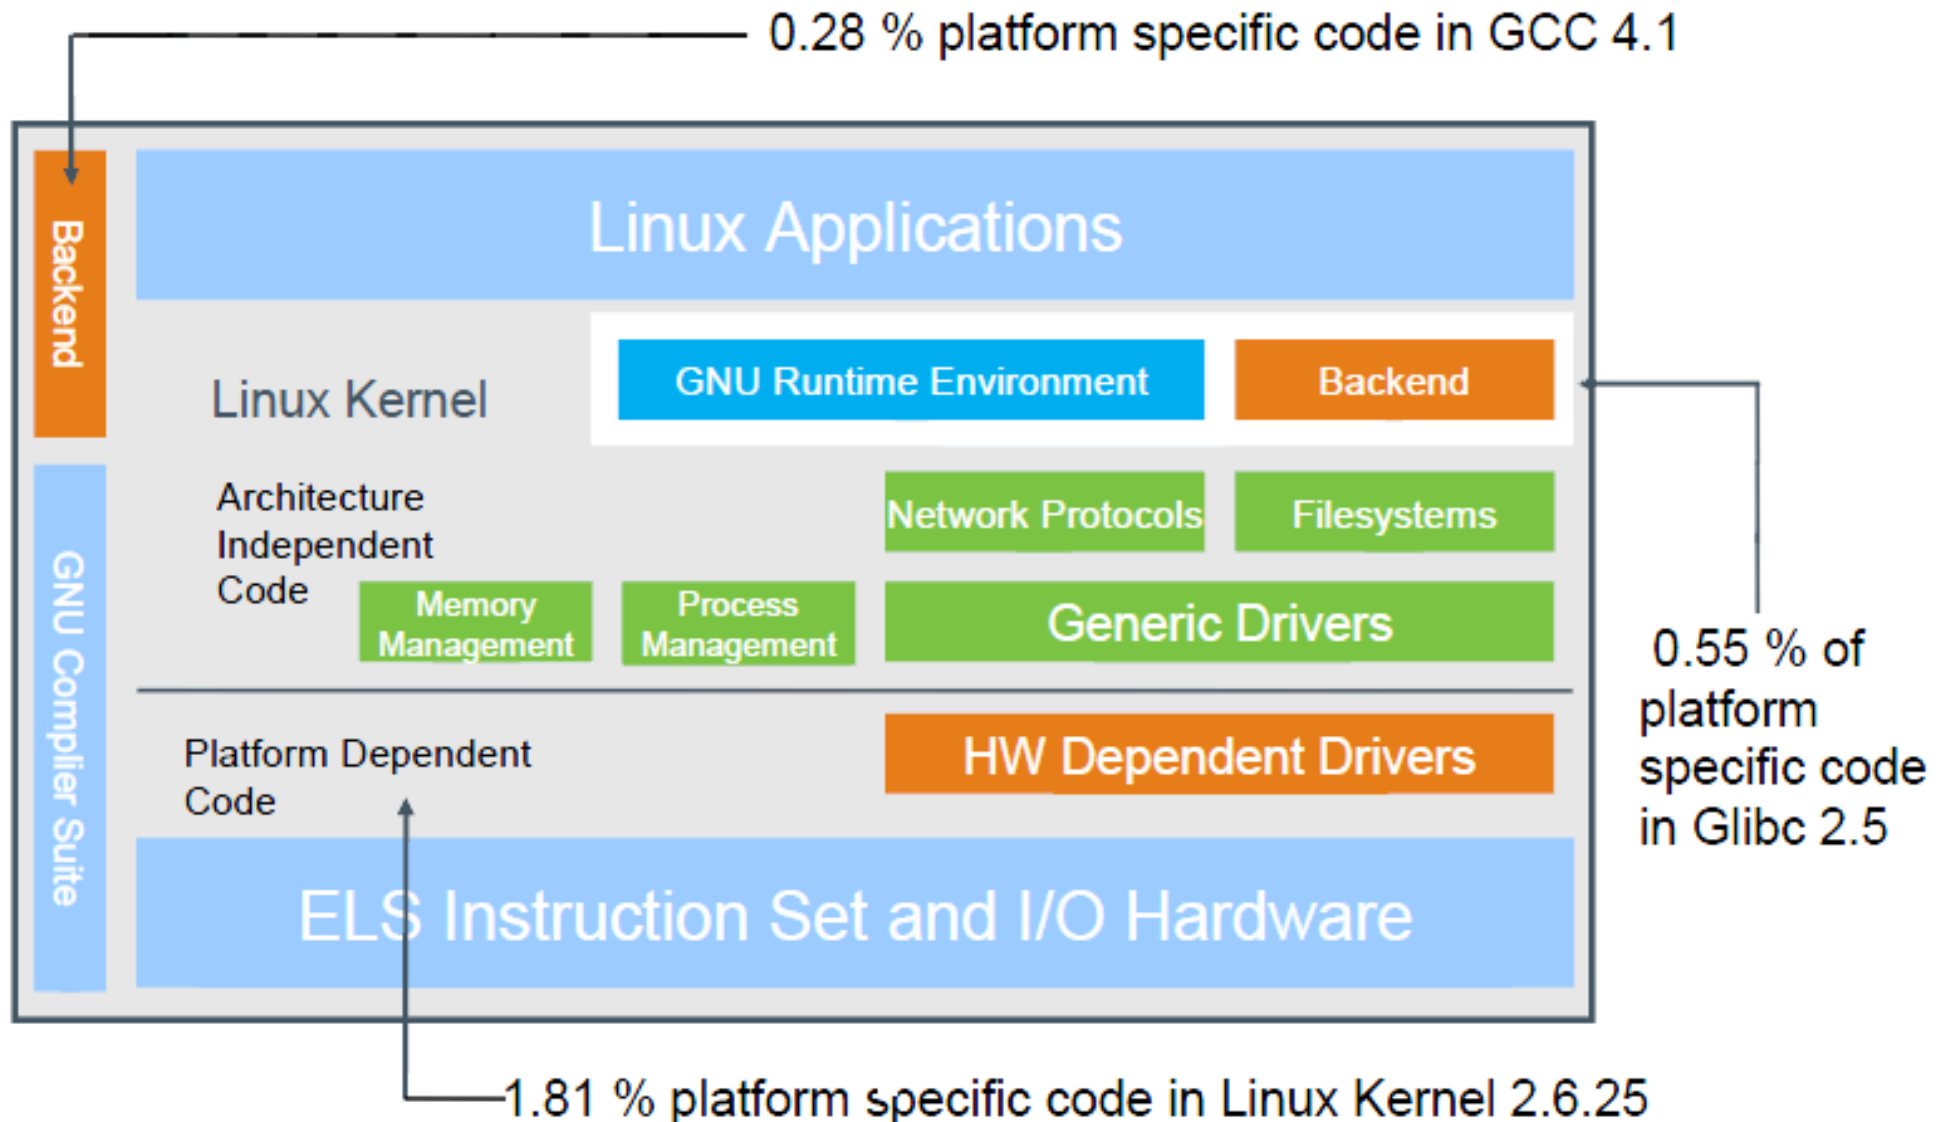 0.28 % platform specific code in GCC 4.1
Backend
Linux Applications
Linux Kernel
GNU Runtime Environment
Backend
Architecture
Independent
Code
Network Protocols
Filesystems
GNU Complier Suite
Memory
Management
Process
Management
Generic Drivers
0.55 % of
platform
specific code
in Glibc 2.5
Platform Dependent
Code
HW Dependent Drivers
ELS Instruction Set and I/O Hardware
1.81 % platform specific code in Linux Kernel 2.6.25